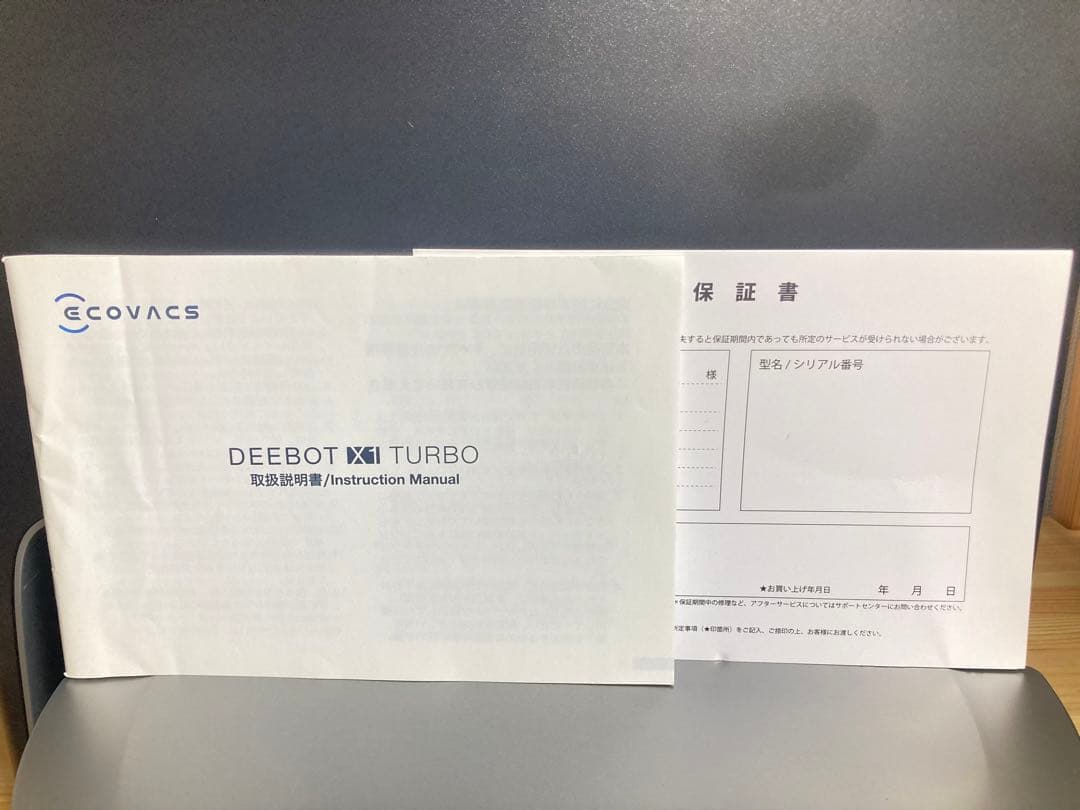 ECOVACS
DEEBOT X1 TURBO
取扱説明書/Instruction Manual
保 証 書
失すると保証期間内であっても所定のサービスが受けられない場合がございます。
様
型名 / シリアル番号
★お買い上げ年月日 年 月 日
※保証期間中の修理など、アフターサービスについてはサポートセンターにお問い合わせください。
所定事項（★印箇所）をご記入、ご捺印の上、お客様にお渡しください。